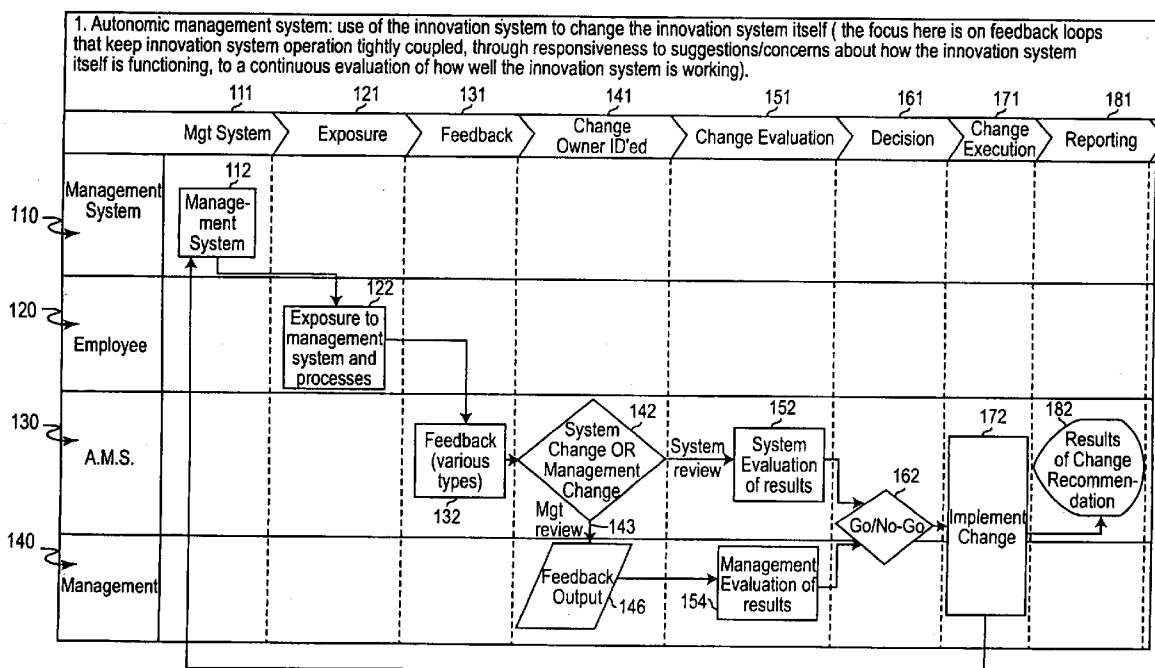 1. Autonomic management system: use of the innovation system to change the innovation system itself ( the focus here is on feedback loops
that keep innovation system operation tightly coupled, through responsiveness to suggestions/concerns about how the innovation system
itself is functioning, to a continuous evaluation of how well the innovation system is working).
111
121
131
141
151
161
171
181
Mgt System
Exposure
Feedback
Change
Owner ID'ed
Change Evaluation
Decision
Change
Execution
Reporting
110
Management
System
112
Manage-
ment
System
120
Employee
122
Exposure to
management
system and
processes
130
A.M.S.
Feedback
(various
types)
132
142
System
Change OR
Management
Change
System
review
152
System
Evaluation
of results
162
Go/No-Go
172
Implement
Change
182
Results
of Change
Recommen-
dation
Mgt
review
143
140
Management
Feedback
Output
146
Management
Evaluation of
results
154